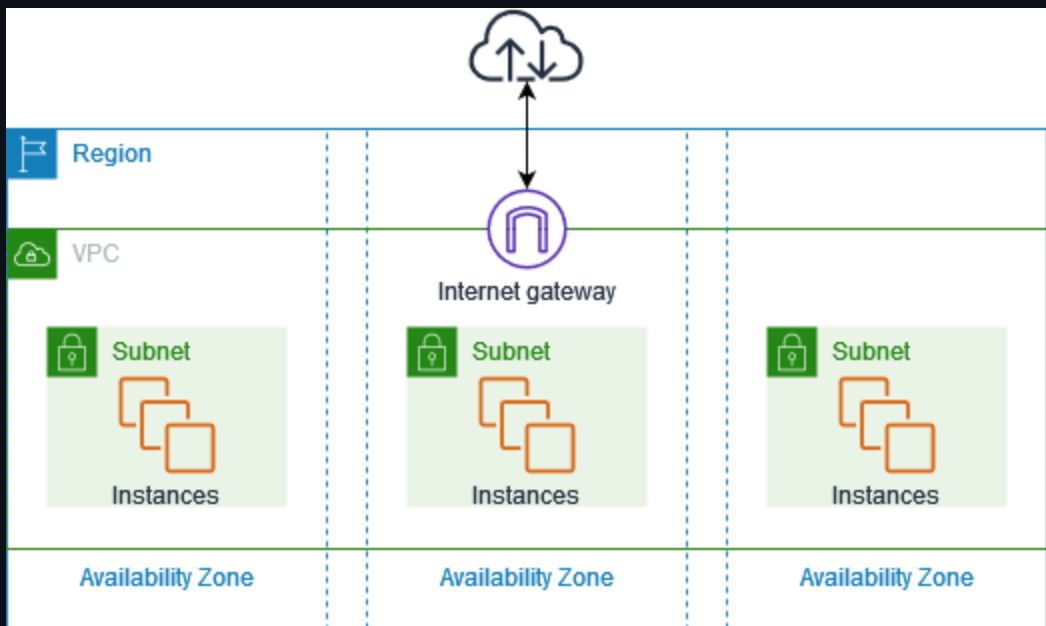 Region
VPC
Internet gateway
Subnet
Subnet
Subnet
Instances
Instances
Instances
Availability Zone
Availability Zone
Availability Zone